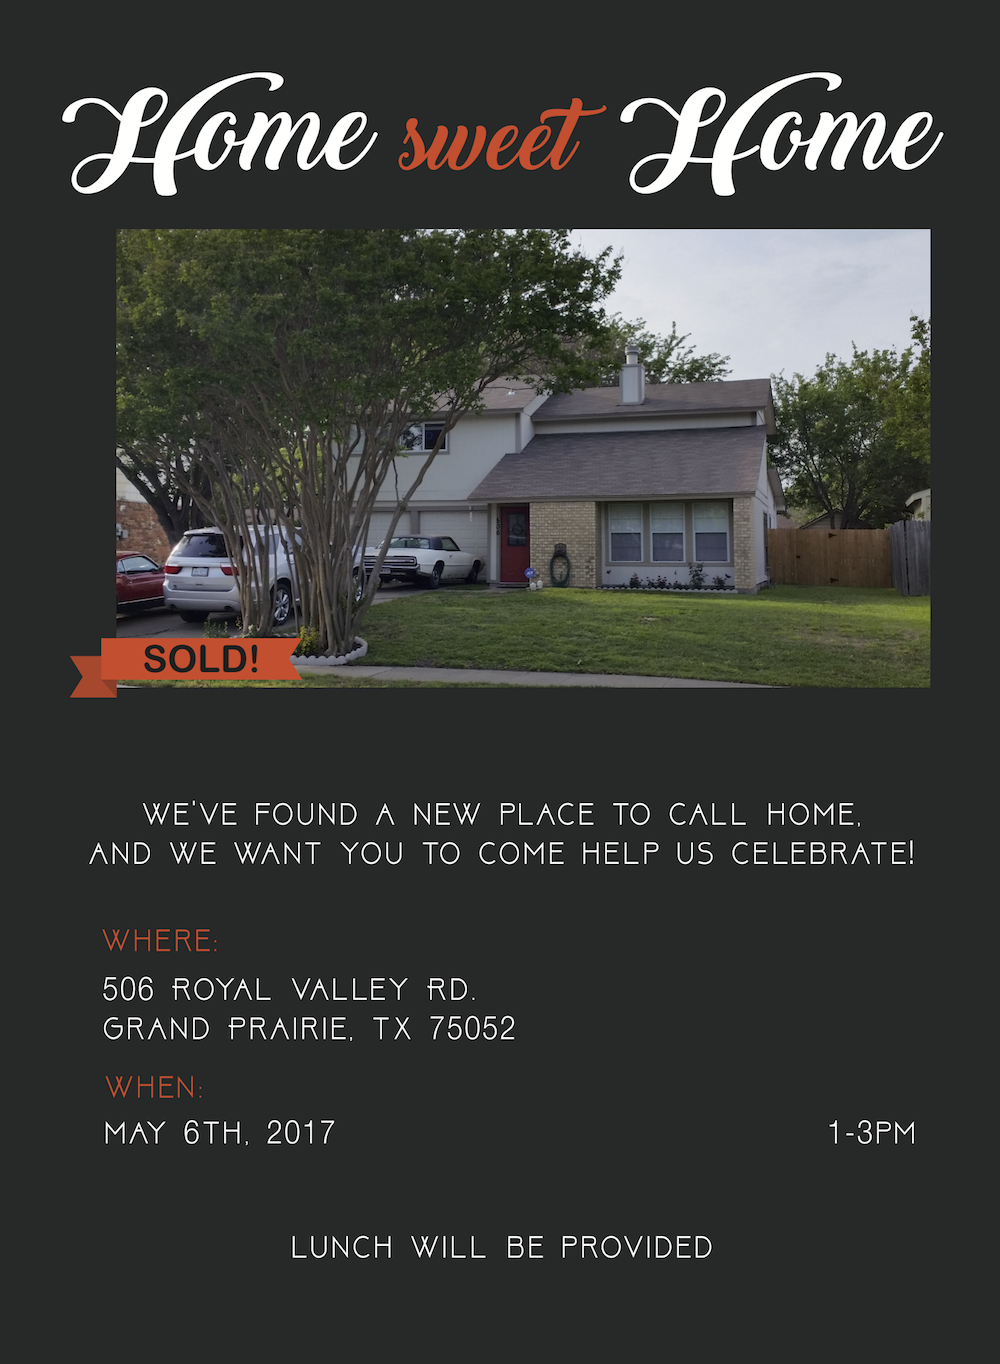 Home sweet Home
SOLD!
WE'VE FOUND A NEW PLACE TO CALL HOME,
AND WE WANT YOU TO COME HELP US CELEBRATE!
WHERE:
506 ROYAL VALLEY RD.
GRAND PRAIRIE, TX 75052
WHEN:
MAY 6TH, 2017 1-3PM
LUNCH WILL BE PROVIDED